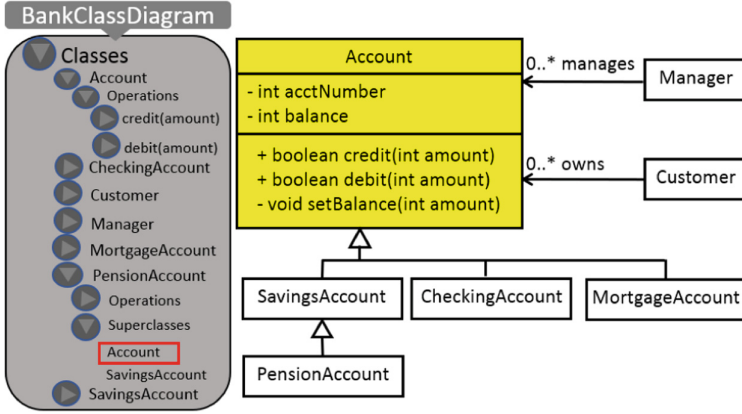 BankClassDiagram
Classes
Account
Operations
credit(amount)
debit(amount)
CheckingAccount
Customer
Manager
MortgageAccount
PensionAccount
Operations
Superclasses
Account
SavingsAccount
SavingsAccount
Account
- int acctNumber
- int balance
+ boolean credit(int amount)
+ boolean debit(int amount)
- void setBalance(int amount)
0..* manages
Manager
0..* owns
Customer
SavingsAccount
CheckingAccount
MortgageAccount
PensionAccount